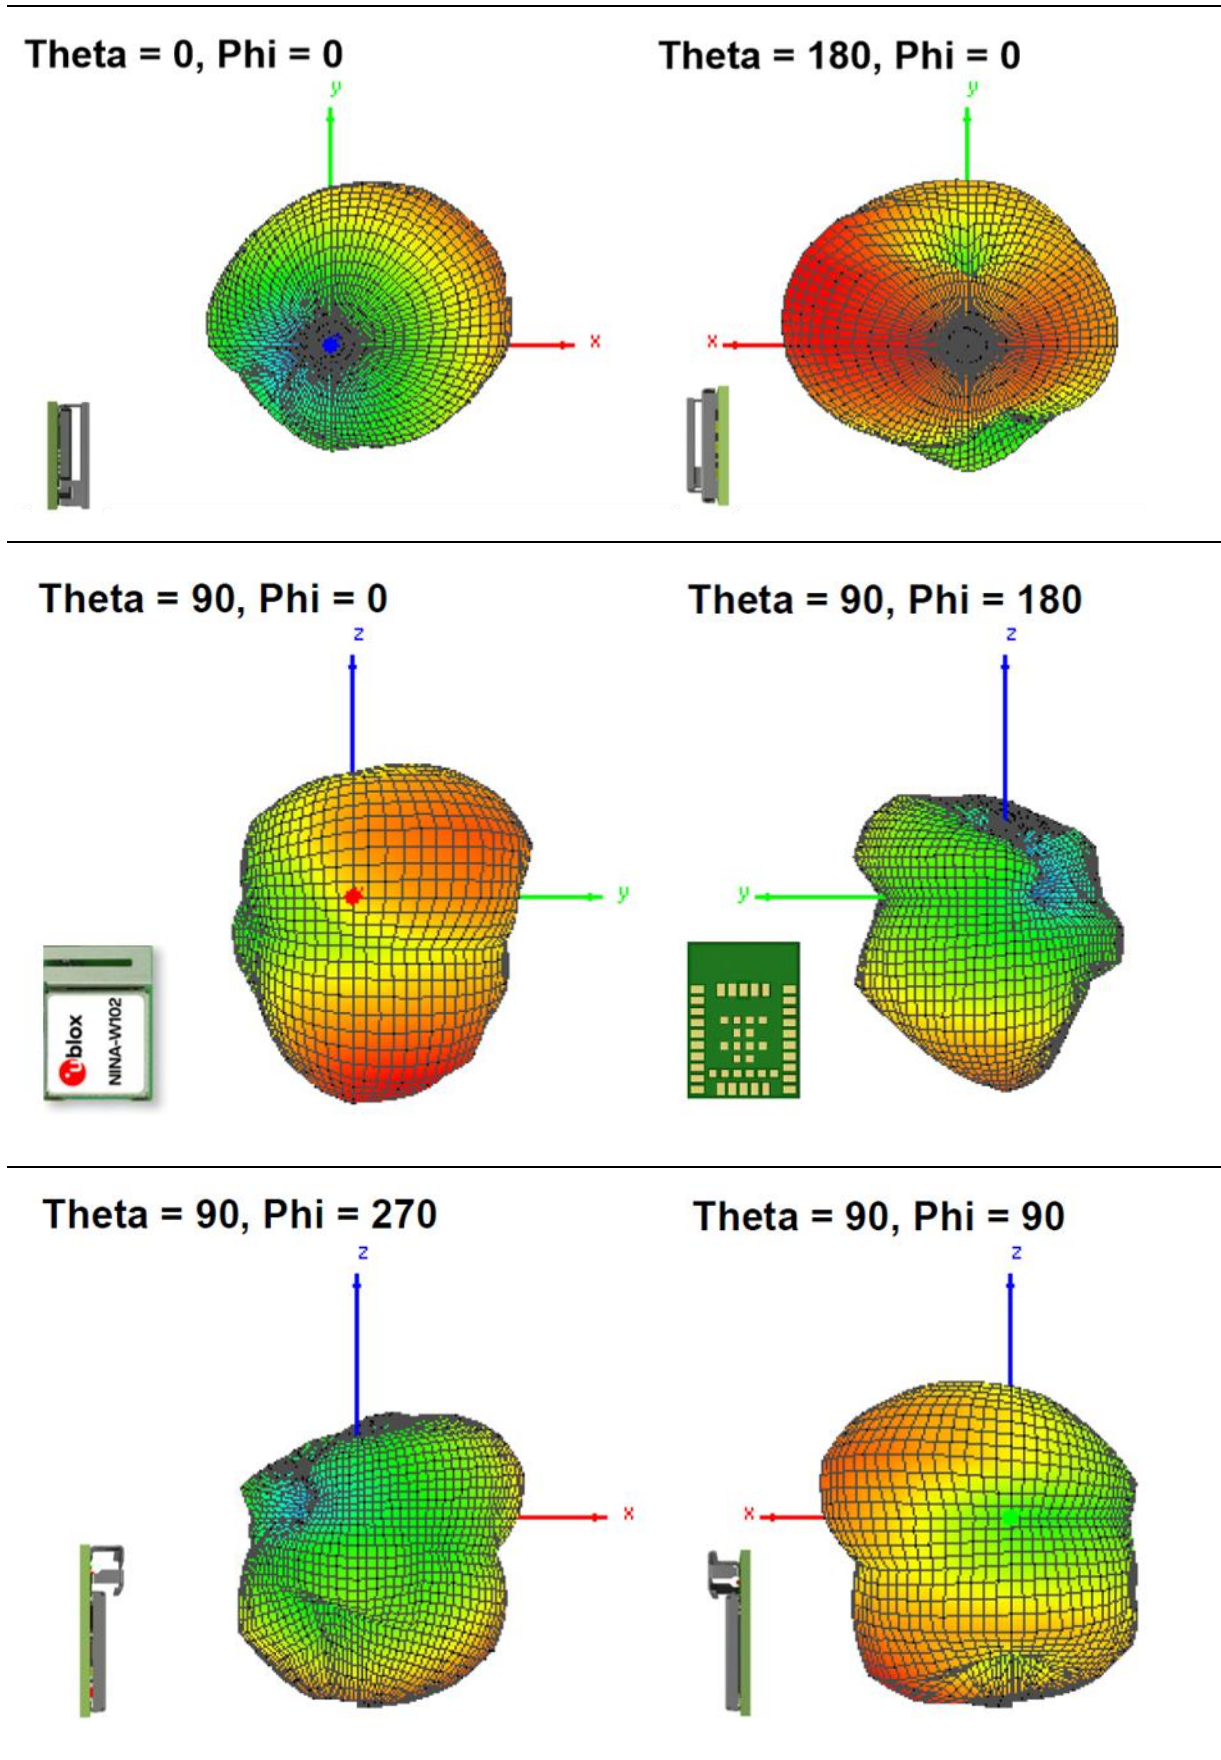 Theta = 0, Phi = 0
Theta = 180, Phi = 0
y
y
x
x
Theta = 90, Phi = 0
Theta = 90, Phi = 180
z
z
y
y
ublox
NINA-W102
Theta = 90, Phi = 270
Theta = 90, Phi = 90
z
z
x
x